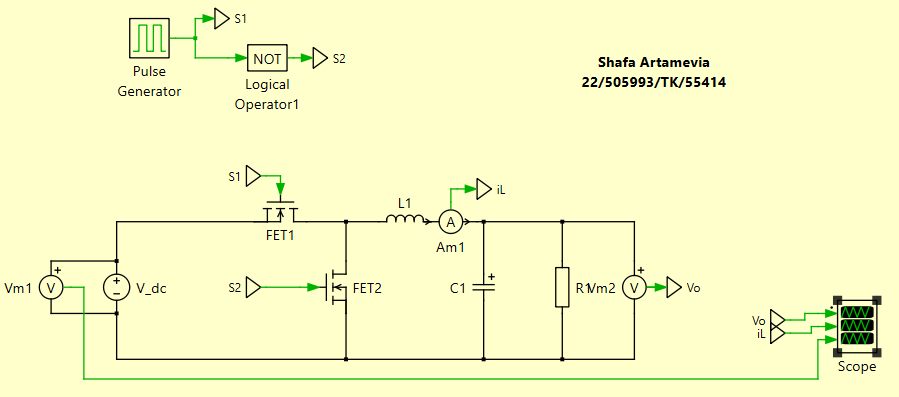 S1
Pulse
Generator
NOT
S2
Logical
Operator1
Shafa Artamevia
22/505993/TK/55414
S1
FET1
L1
iL
A
Am1
Vm1
V
V_dc
S2
FET2
C1
R1
Vm2
V
Vo
Vo
iL
Scope